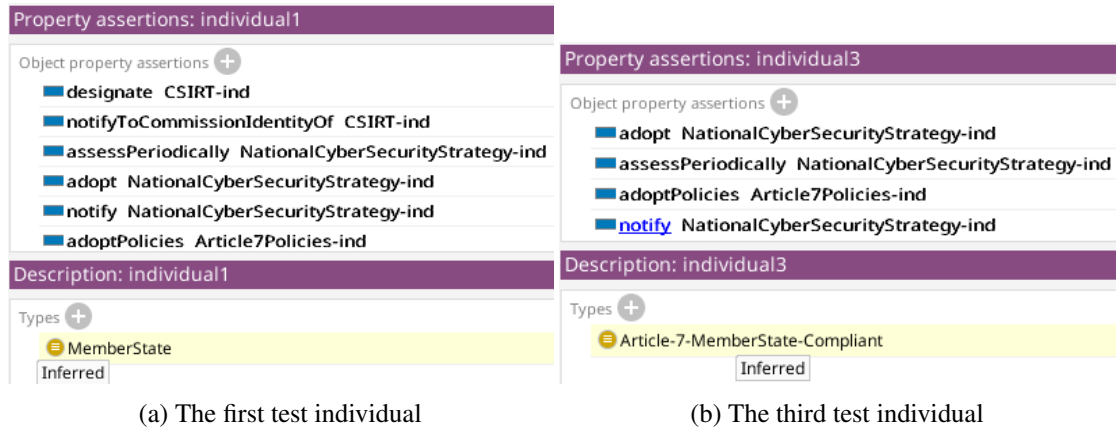 Property assertions: individual1
Object property assertions
designate CSIRT-ind
notifyToCommissionIdentityOf CSIRT-ind
assessPeriodically NationalCyberSecurityStrategy-ind
adopt NationalCyberSecurityStrategy-ind
notify NationalCyberSecurityStrategy-ind
adoptPolicies Article7Policies-ind
Description: individual1
Types
MemberState
Inferred
(a) The first test individual
Property assertions: individual3
Object property assertions
adopt NationalCyberSecurityStrategy-ind
assessPeriodically NationalCyberSecurityStrategy-ind
adoptPolicies Article7Policies-ind
notify NationalCyberSecurityStrategy-ind
Description: individual3
Types
Article-7-MemberState-Compliant
Inferred
(b) The third test individual